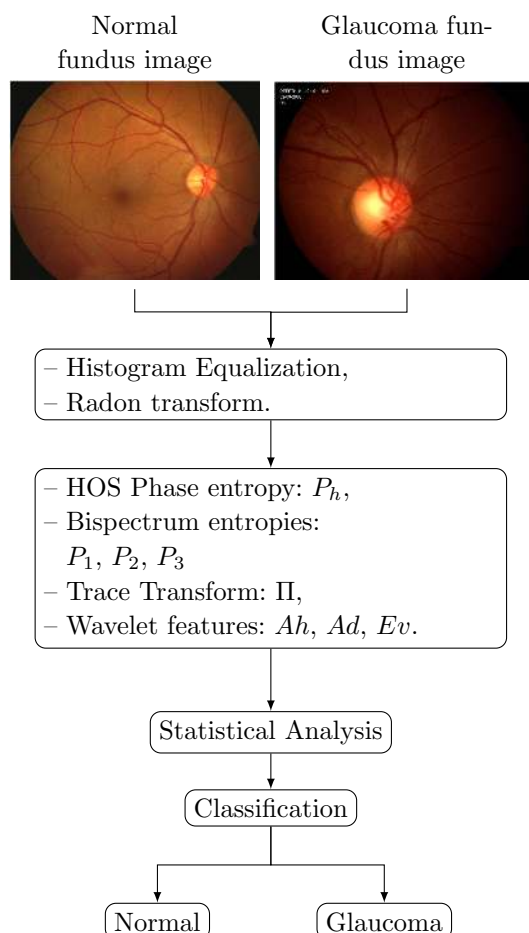 Normal
fundus image
Glaucoma fun-
dus image
– Histogram Equalization,
– Radon transform.
– HOS Phase entropy: P_h,
– Bispectrum entropies:
P_1, P_2, P_3
– Trace Transform: Π,
– Wavelet features: Ah, Ad, Ev.
Statistical Analysis
Classification
Normal
Glaucoma